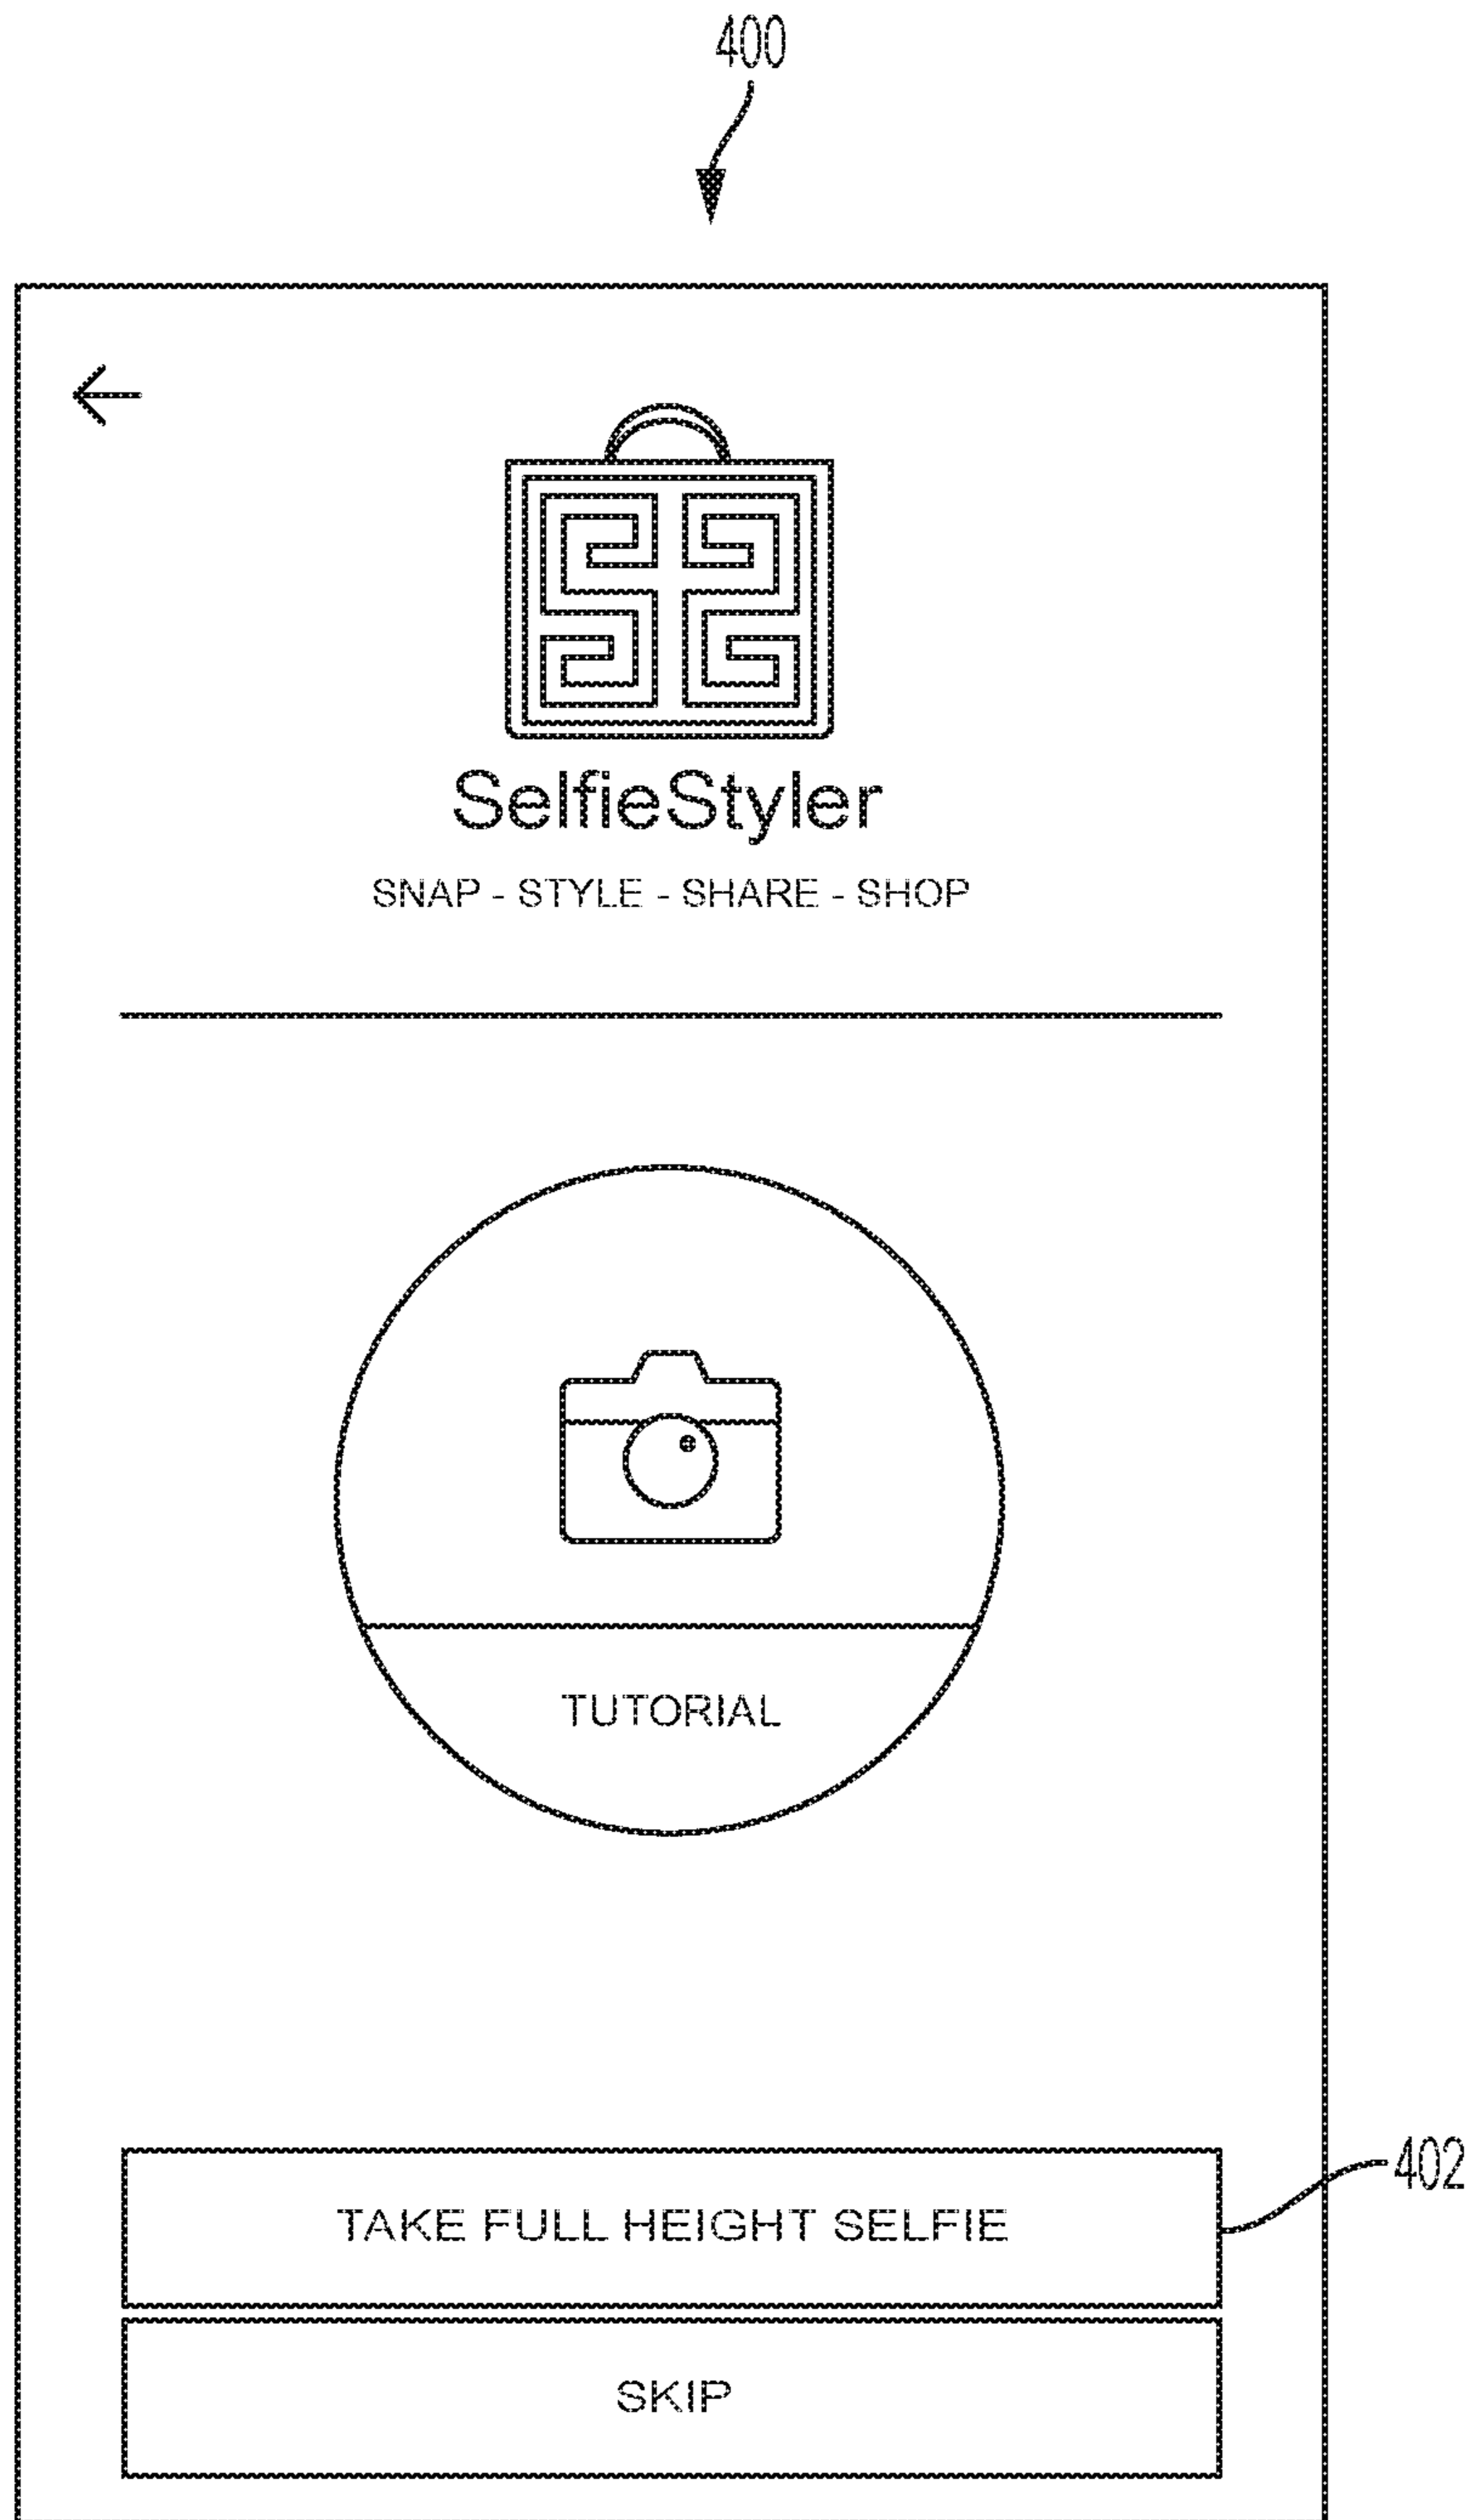 400
SelfieStyler
SNAP - STYLE - SHARE - SHOP
TUTORIAL
TAKE FULL HEIGHT SELFIE
402
SKIP